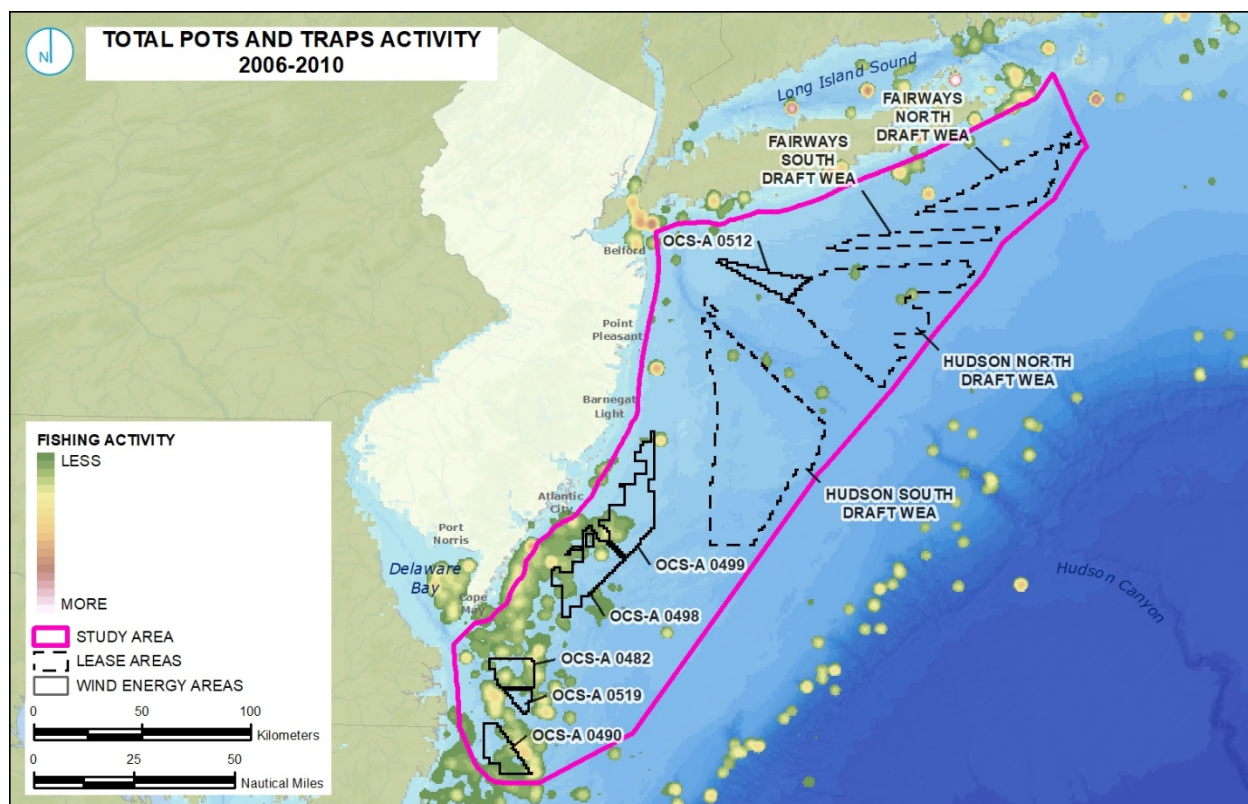 TOTAL POTS AND TRAPS ACTIVITY
2006-2010
N
Long Island Sound
FAIRWAYS
NORTH
DRAFT WEA
FAIRWAYS
SOUTH
DRAFT WEA
OCS-A 0512
Belford
Point
Pleasant
HUDSON NORTH
DRAFT WEA
Barnegat
Light
HUDSON SOUTH
DRAFT WEA
Atlantic
City
Port
Norris
OCS-A 0499
Delaware
Bay
Cape
May
Hudson Canyon
OCS-A 0498
OCS-A 0482
OCS-A 0519
OCS-A 0490
FISHING ACTIVITY
LESS
MORE
STUDY AREA
LEASE AREAS
WIND ENERGY AREAS
0 50 100
Kilometers
0 25 50
Nautical Miles